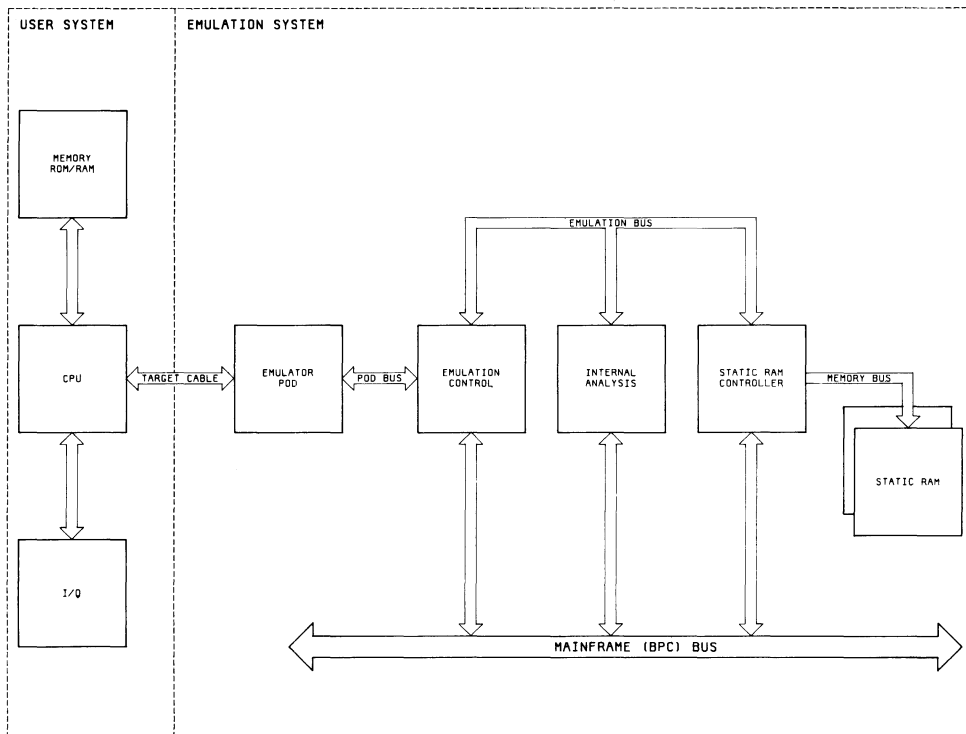 USER SYSTEM
EMULATION SYSTEM
MEMORY
ROM/RAM
EMULATION BUS
CPU
TARGET CABLE
EMULATOR
POD
POD BUS
EMULATION
CONTROL
INTERNAL
ANALYSIS
STATIC RAM
CONTROLLER
MEMORY BUS
STATIC RAM
I/O
MAINFRAME (BPC) BUS